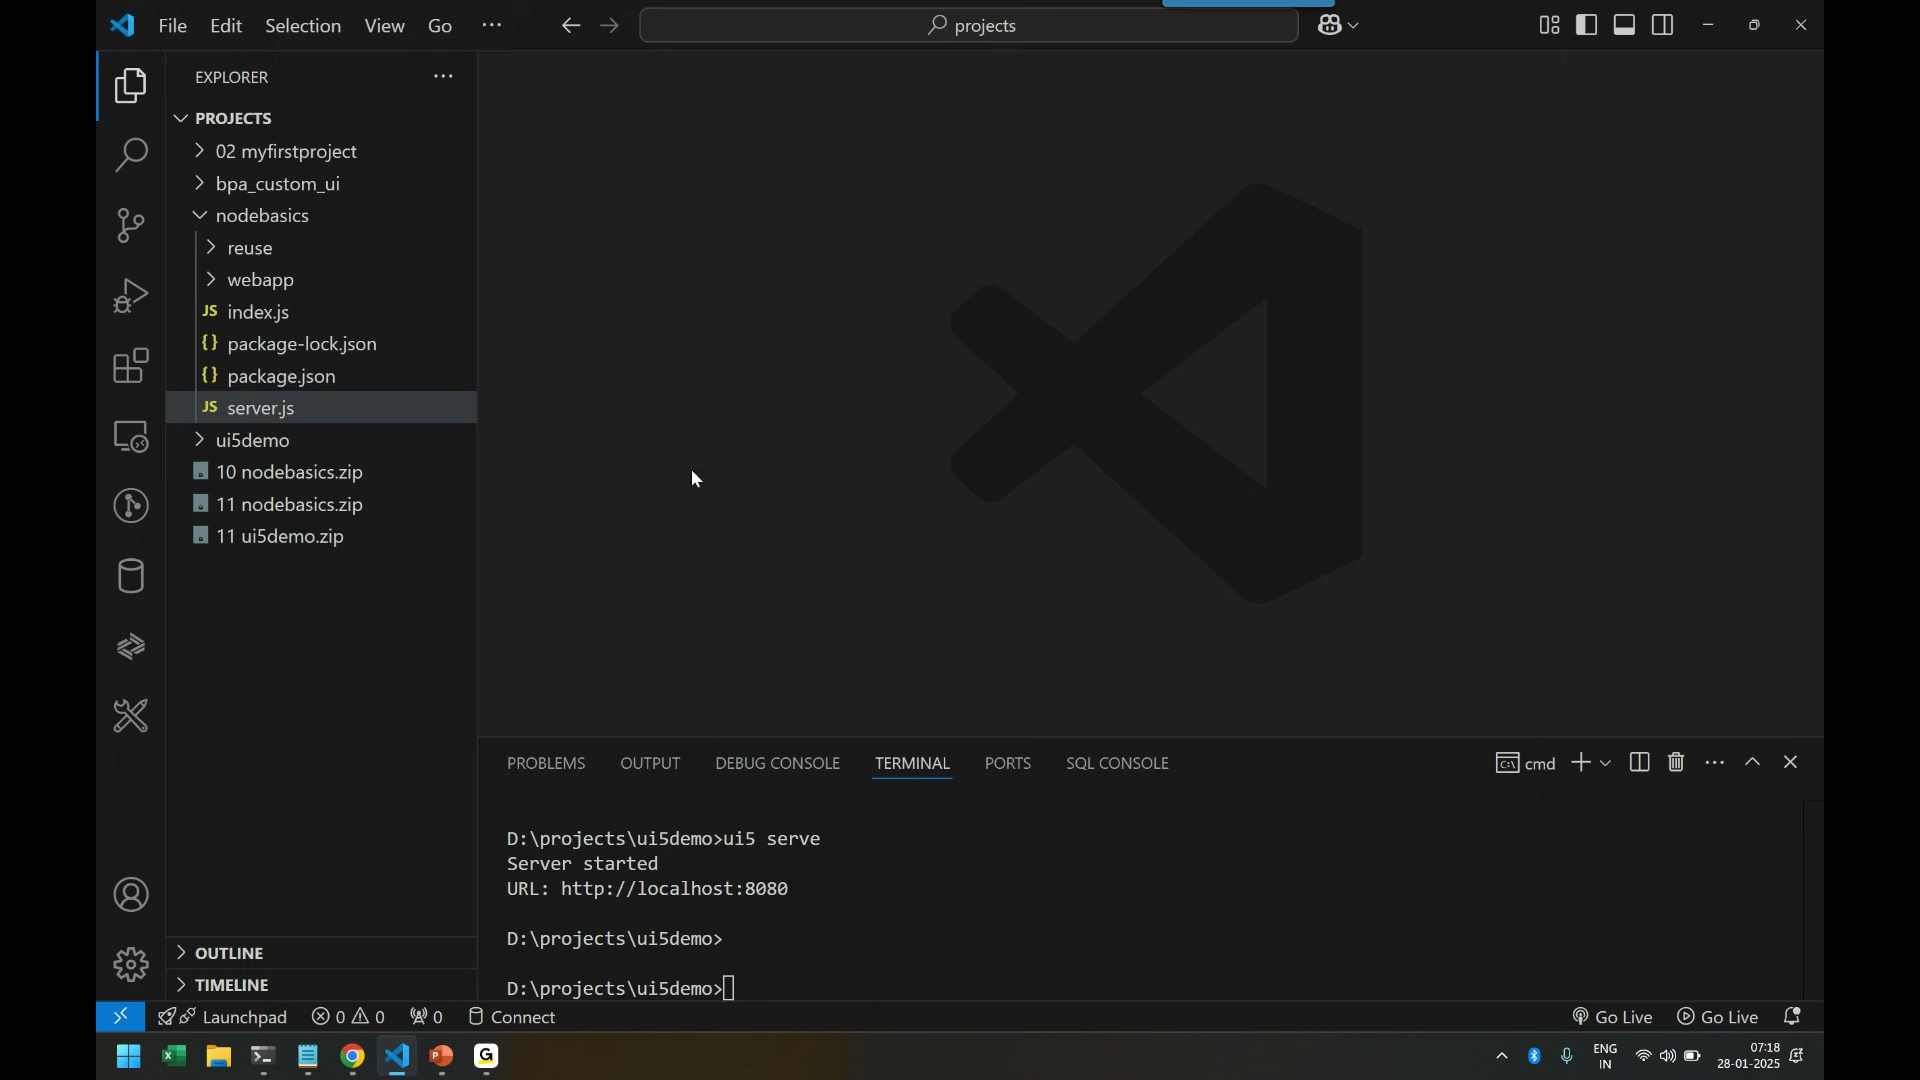 File Edit Selection View Go ··· projects
EXPLORER ···
PROJECTS
02 myfirstproject
bpa_custom_ui
nodebasics
reuse
webapp
JS index.js
{} package-lock.json
{} package.json
JS server.js
ui5demo
10 nodebasics.zip
11 nodebasics.zip
11 ui5demo.zip
OUTLINE
TIMELINE
PROBLEMS OUTPUT DEBUG CONSOLE TERMINAL PORTS SQL CONSOLE cmd
D:\projects\ui5demo>ui5 serve
Server started
URL: http://localhost:8080
D:\projects\ui5demo>
D:\projects\ui5demo>
Launchpad 0 0 0 Connect Go Live Go Live
ENG
IN
07:18
28-01-2025